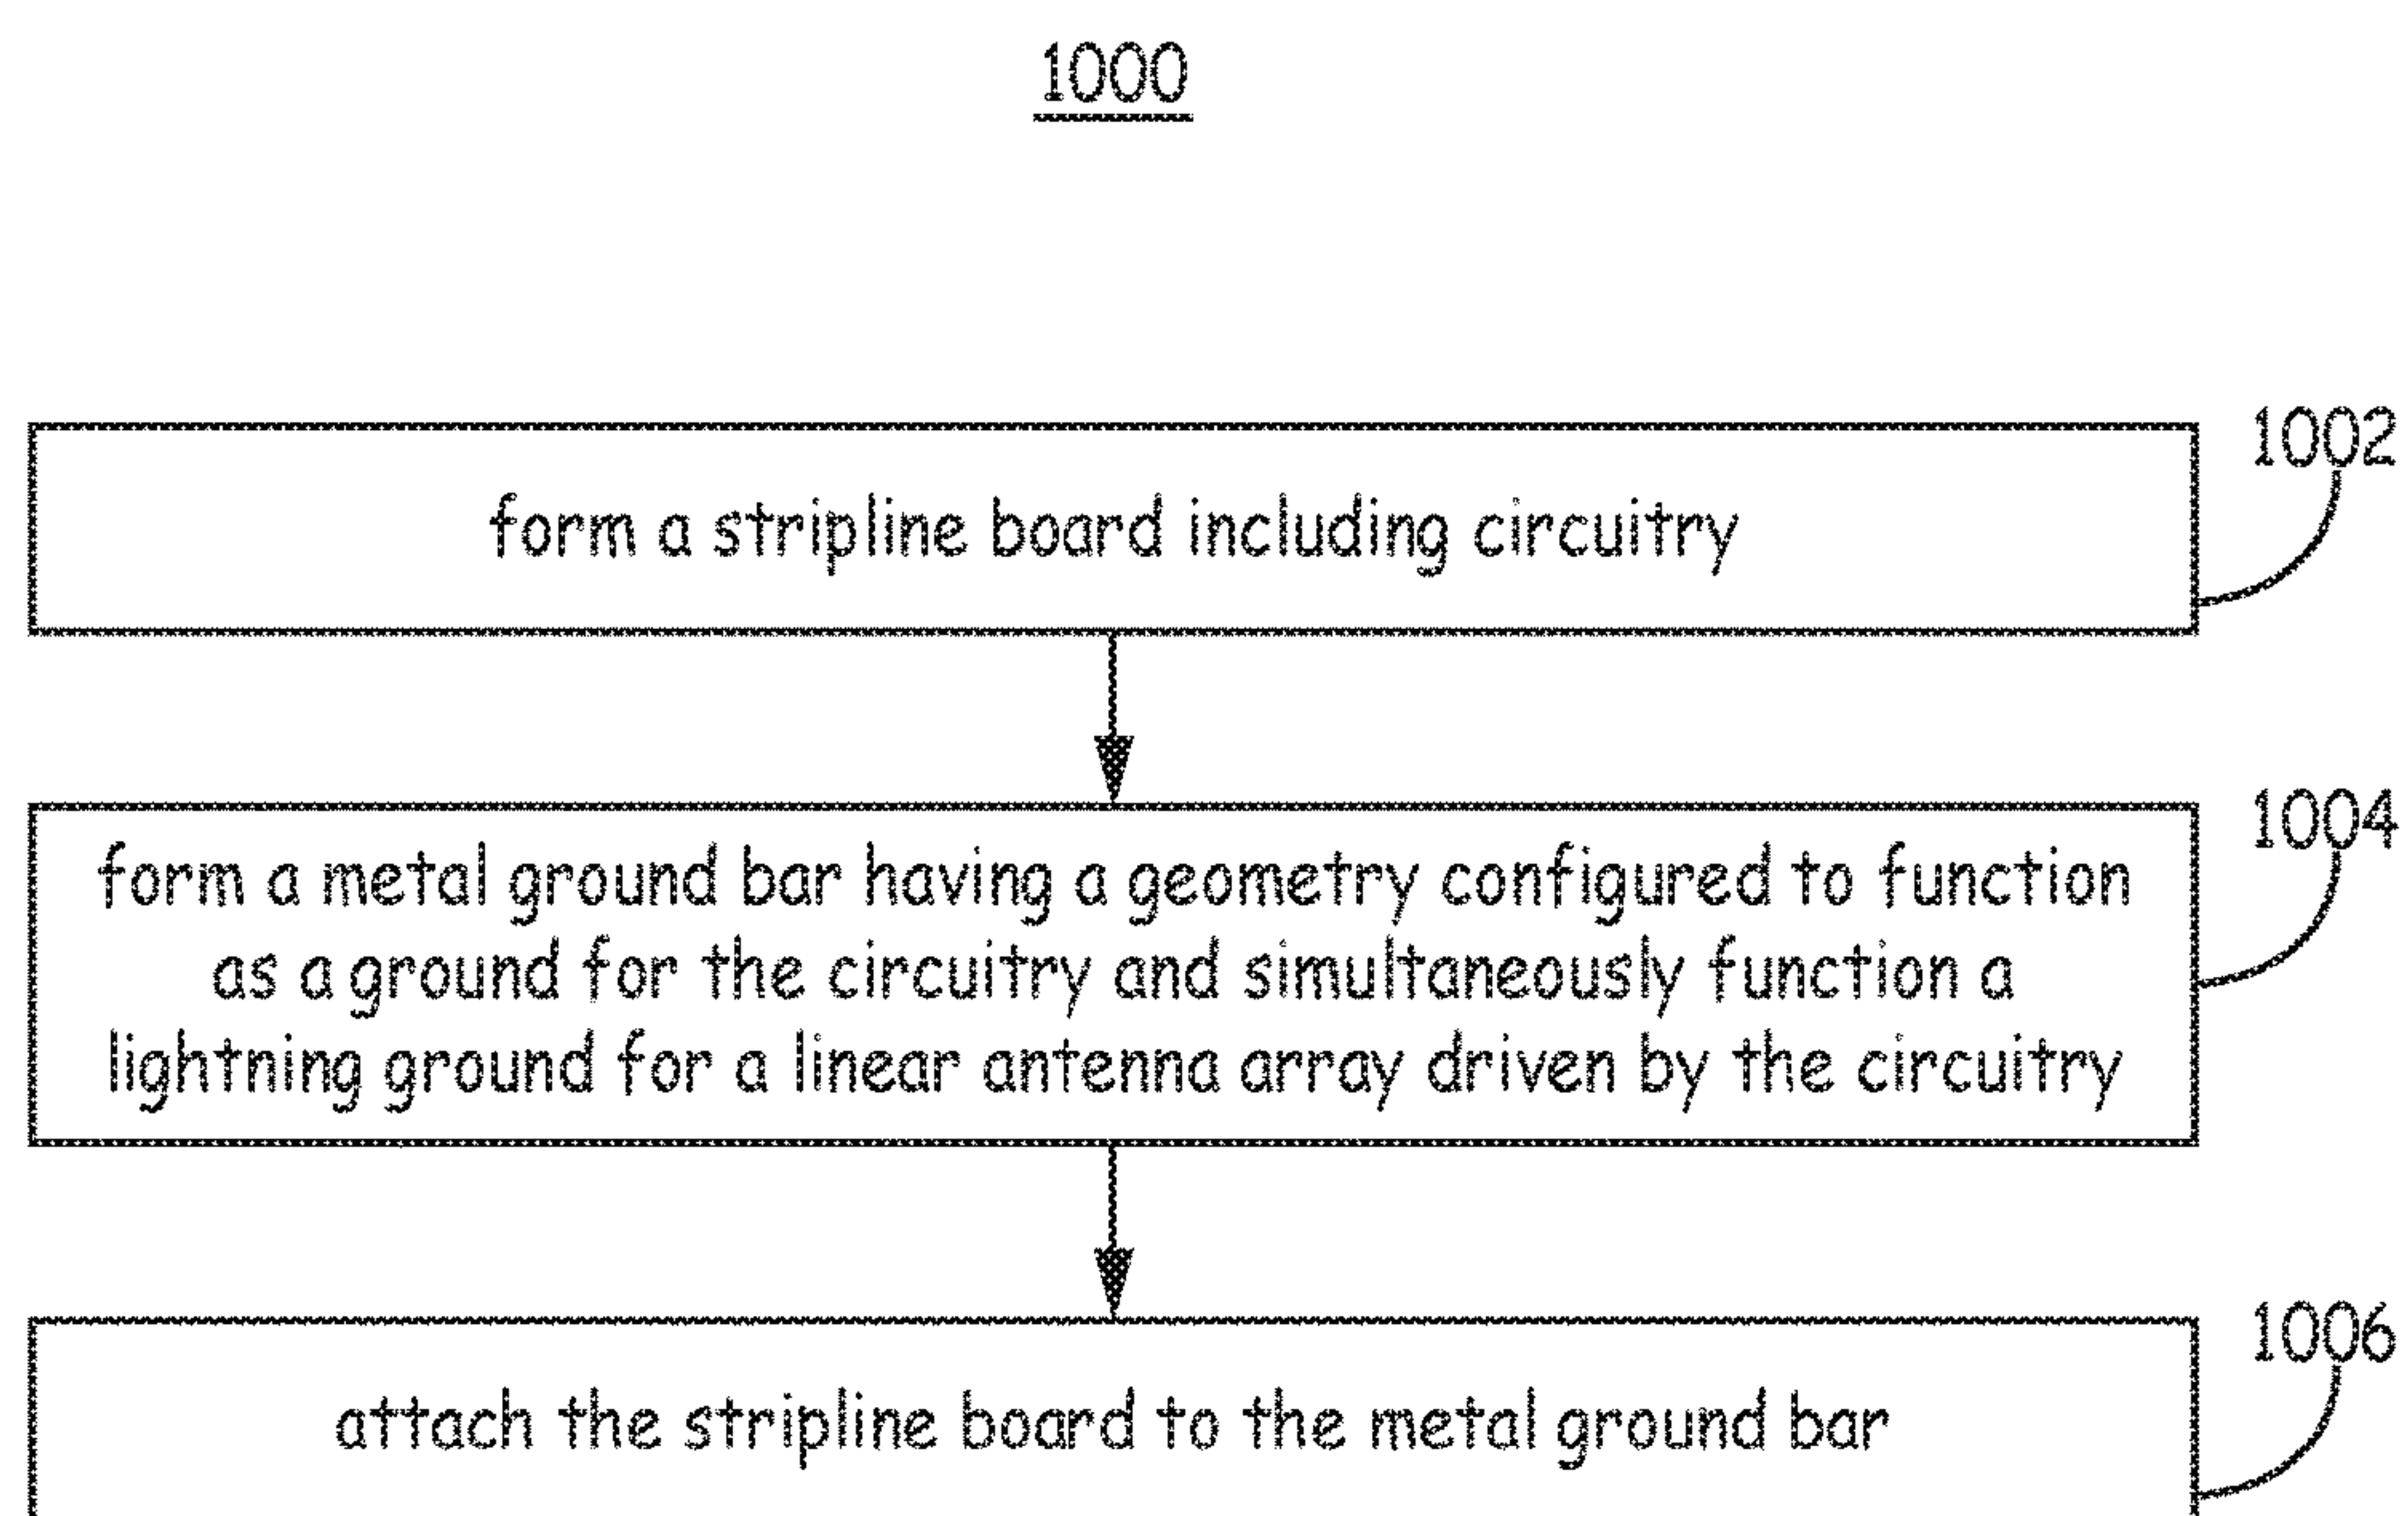 1000
1002
form a stripline board including circuitry
1004
form a metal ground bar having a geometry configured to function
as a ground for the circuitry and simultaneously function a
lightning ground for a linear antenna array driven by the circuitry
1006
attach the stripline board to the metal ground bar